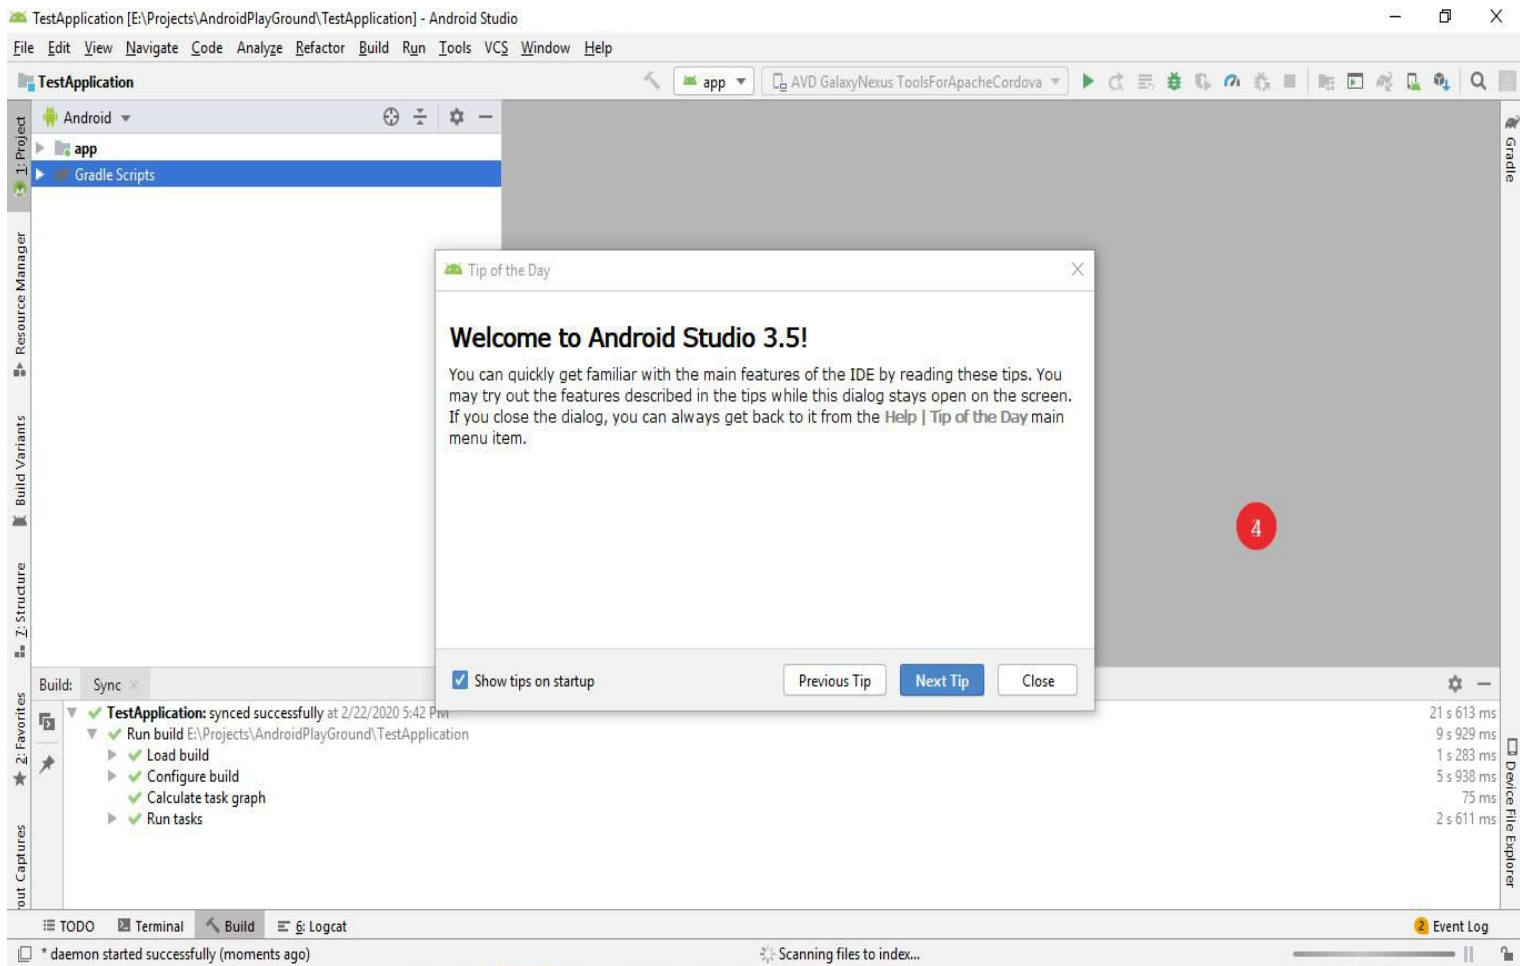 TestApplication [E:\Projects\AndroidPlayGround\TestApplication] - Android Studio
File Edit View Navigate Code Analyze Refactor Build Run Tools VCS Window Help
TestApplication
app
AVD GalaxyNexus ToolsForApacheCordova
Android
app
Gradle Scripts
1: Project
Resource Manager
Build Variants
7: Structure
2: Favorites
out Captures
Gradle
Device File Explorer
Tip of the Day
Welcome to Android Studio 3.5!
You can quickly get familiar with the main features of the IDE by reading these tips. You
may try out the features described in the tips while this dialog stays open on the screen.
If you close the dialog, you can always get back to it from the Help | Tip of the Day main
menu item.
4
Show tips on startup
Previous Tip
Next Tip
Close
Build: Sync
TestApplication: synced successfully at 2/22/2020 5:42 PM 21 s 613 ms
Run build E:\Projects\AndroidPlayGround\TestApplication 9 s 929 ms
Load build 1 s 283 ms
Configure build 5 s 938 ms
Calculate task graph 75 ms
Run tasks 2 s 611 ms
TODO Terminal Build 6: Logcat 2 Event Log
* daemon started successfully (moments ago) Scanning files to index...